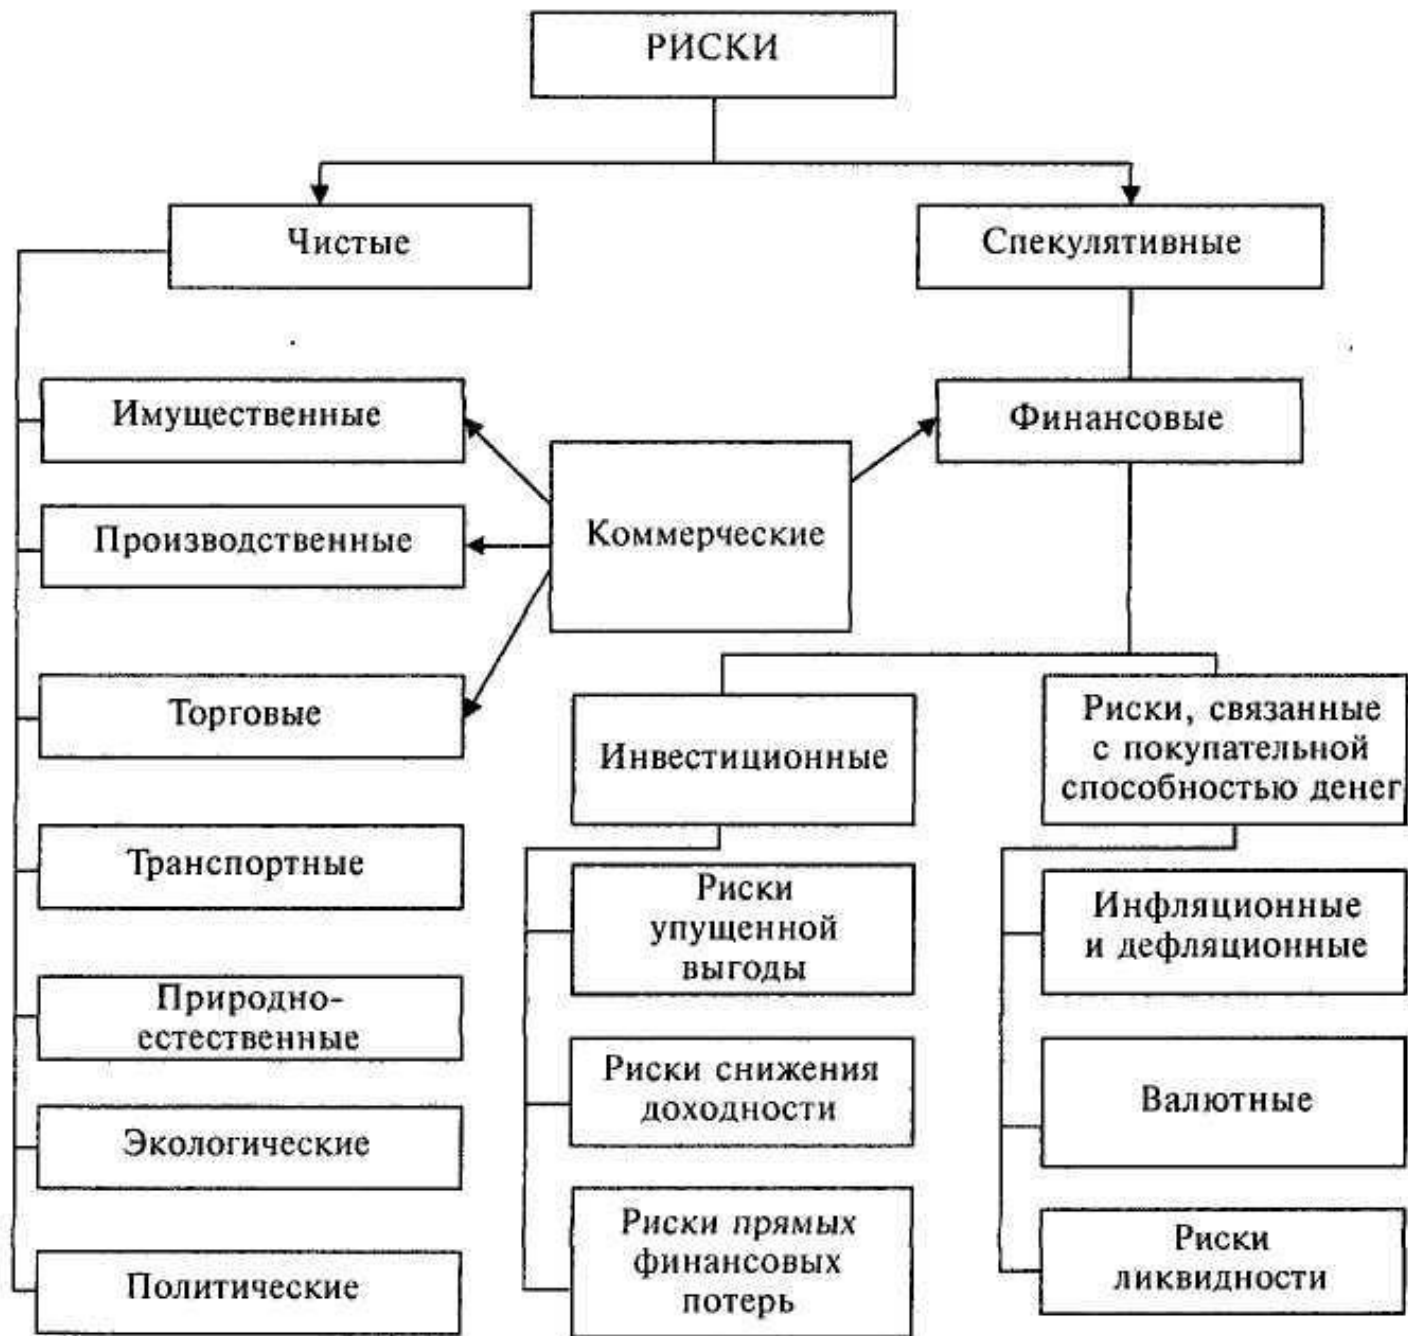 РИСКИ
Чистые
Спекулятивные
Имущественные
Финансовые
Производственные
Коммерческие
Торговые
Инвестиционные
Риски, связанные
с покупательной
способностью денег
Транспортные
Риски
упущенной
выгоды
Инфляционные
и дефляционные
Природно-
естественные
Риски снижения
доходности
Валютные
Экологические
Политические
Риски прямых
финансовых
потерь
Риски
ликвидности